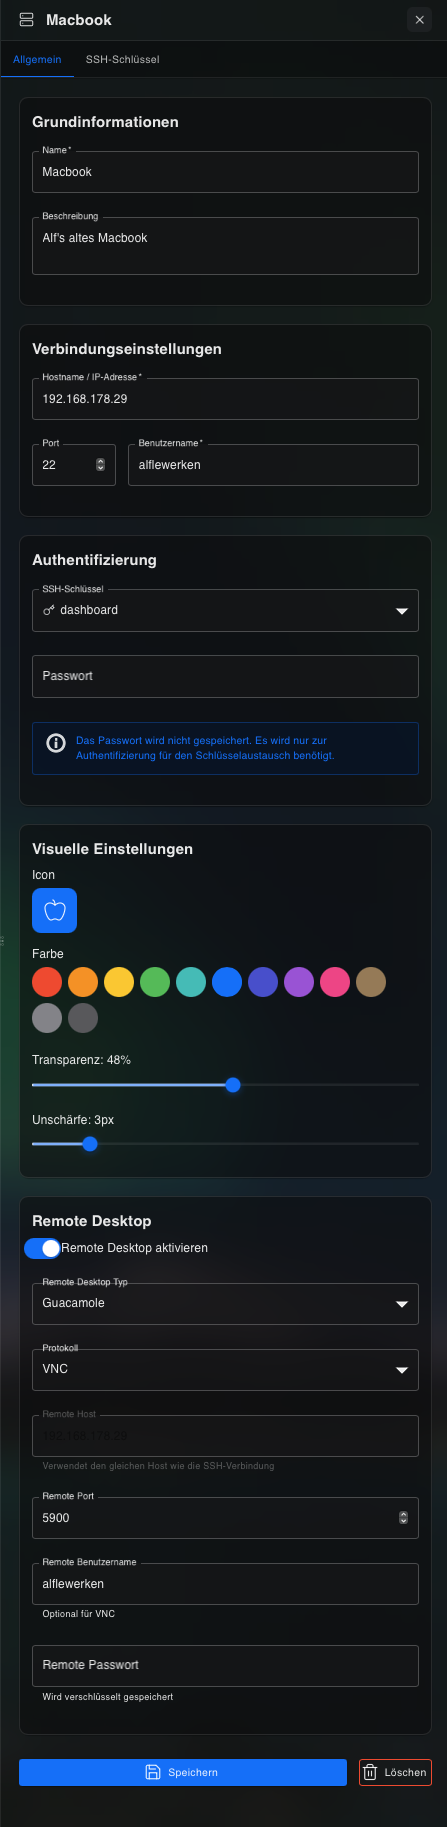 Macbook
Allgemein SSH-Schlüssel
Grundinformationen
Name*
Macbook
Beschreibung
Alf's altes Macbook
Verbindungseinstellungen
Hostname / IP-Adresse*
192.168.178.29
Port Benutzername*
22 alflewerken
Authentifizierung
SSH-Schlüssel
dashboard
Passwort
Das Passwort wird nicht gespeichert. Es wird nur zur
Authentifizierung für den Schlüsselaustausch benötigt.
Visuelle Einstellungen
Icon
Farbe
Transparenz: 48%
Unschärfe: 3px
Remote Desktop
Remote Desktop aktivieren
Remote Desktop Typ
Guacamole
Protokoll
VNC
Remote Host
192.168.178.29
Verwendet den gleichen Host wie die SSH-Verbindung
Remote Port
5900
Remote Benutzername
alflewerken
Optional für VNC
Remote Passwort
Wird verschlüsselt gespeichert
Speichern Löschen